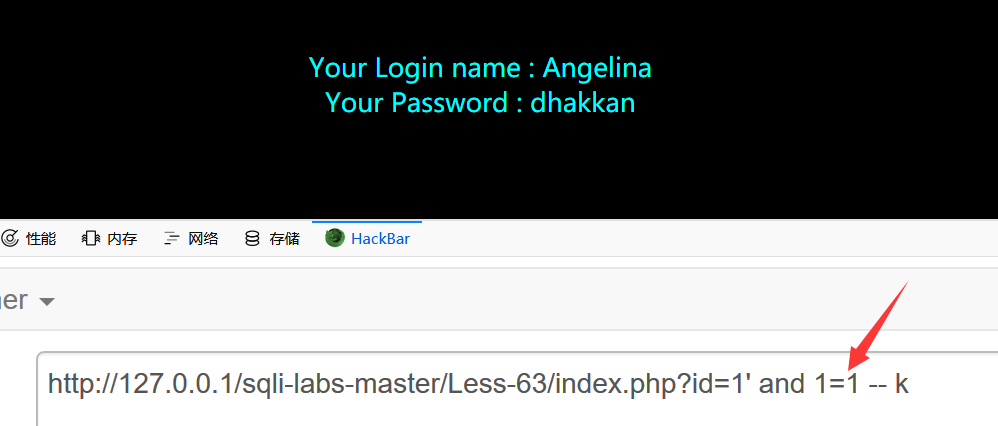 Your Login name : Angelina
Your Password : dhakkan
性能 内存 网络 存储 HackBar
er
http://127.0.0.1/sqli-labs-master/Less-63/index.php?id=1' and 1=1 -- k